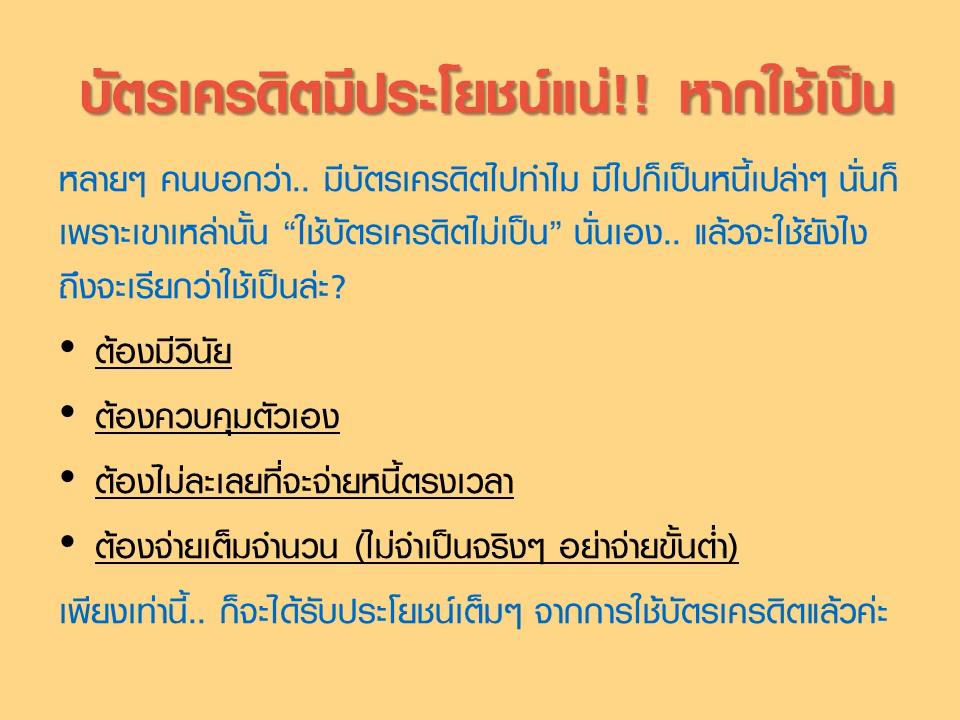 บัตรเครดิตมีประโยชน์แน่!! หากใช้เป็น
หลายๆ คนบอกว่า.. มีบัตรเครดิตไปทำไม มีไปก็เป็นหนี้เปล่าๆ นั่นก็
เพราะเขาเหล่านั้น “ใช้บัตรเครดิตไม่เป็น” นั่นเอง.. แล้วจะใช้ยังไง
ถึงจะเรียกว่าใช้เป็นล่ะ?
• ต้องมีวินัย
• ต้องควบคุมตัวเอง
• ต้องไม่ละเลยที่จะจ่ายหนี้ตรงเวลา
• ต้องจ่ายเต็มจำนวน (ไม่จำเป็นจริงๆ อย่าจ่ายขั้นต่ำ)
เพียงเท่านี้.. ก็จะได้รับประโยชน์เต็มๆ จากการใช้บัตรเครดิตแล้วค่ะ